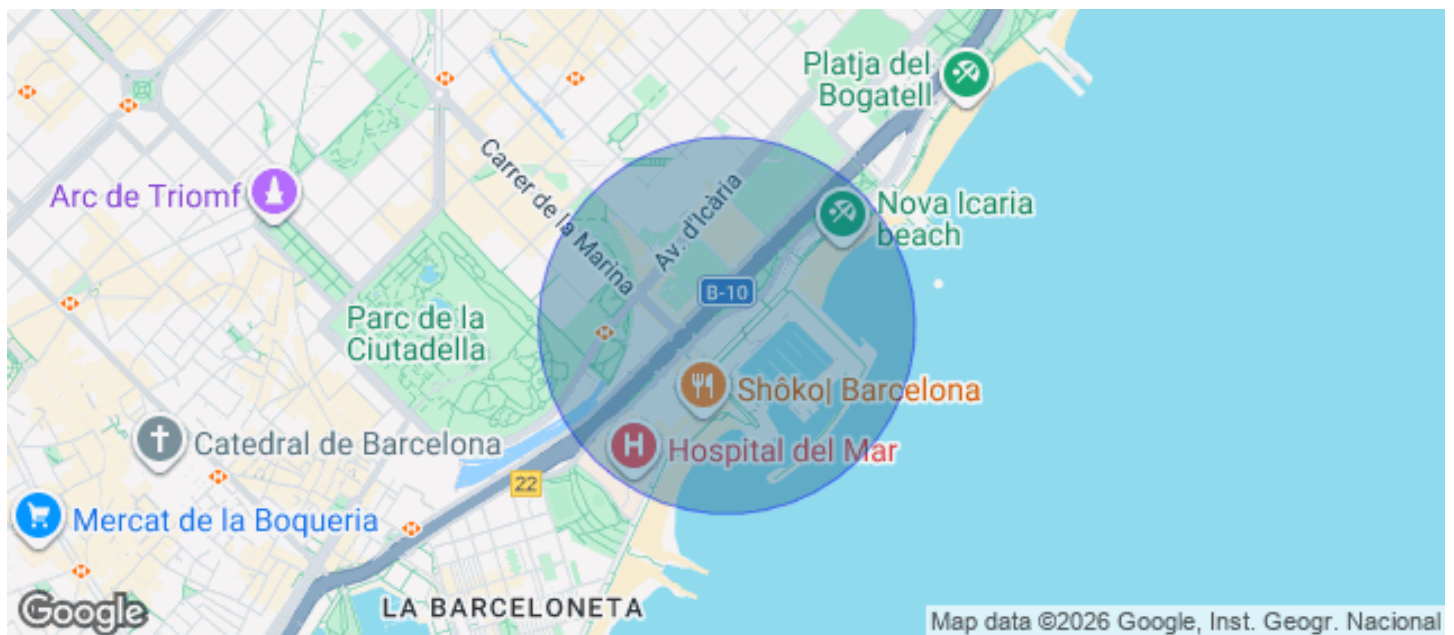 Platja del
Bogatell
Carrer de la Marina
Arc de Triomf
Av. d'Icària
Nova Icaria
beach
B-10
Parc de la
Ciutadella
Shôko| Barcelona
Catedral de Barcelona
H
Hospital del Mar
22
Mercat de la Boqueria
LA BARCELONETA
Google
Map data ©2026 Google, Inst. Geogr. Nacional